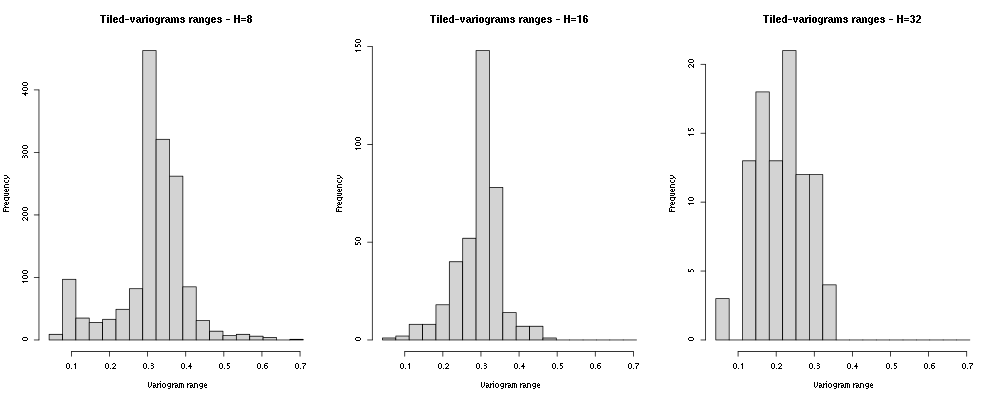 Tiled-variograms ranges - H=8
Tiled-variograms ranges - H=16
Tiled-variograms ranges - H=32
Frequency
0
100
200
300
400
0.1 0.2 0.3 0.4 0.5 0.6 0.7
Variogram range
Frequency
0
50
100
150
0.1 0.2 0.3 0.4 0.5 0.6 0.7
Variogram range
Frequency
0
5
10
15
20
0.1 0.2 0.3 0.4 0.5 0.6 0.7
Variogram range